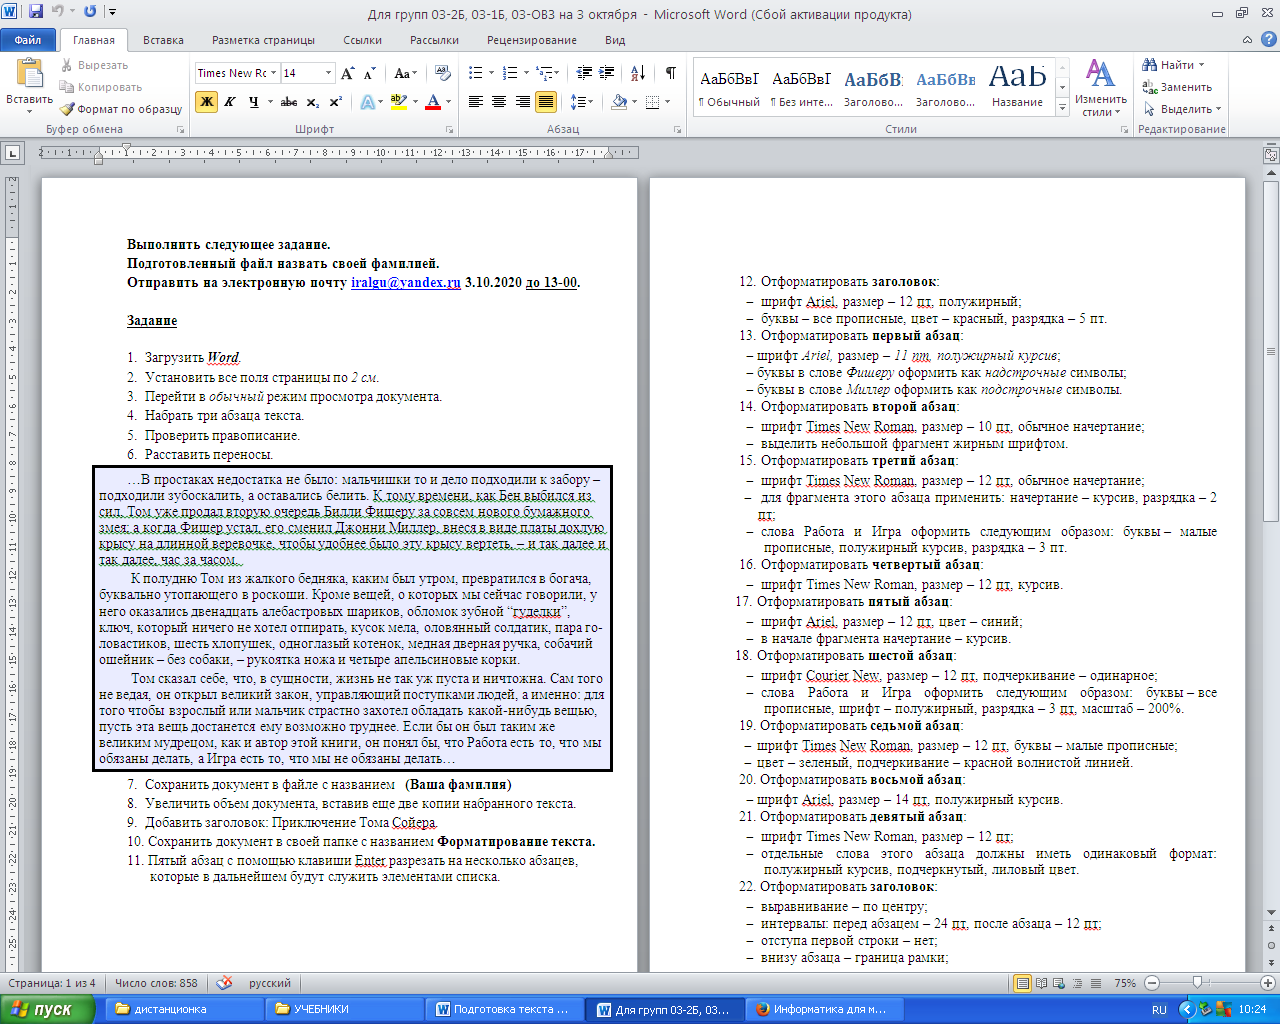 Для групп 03-2Б, 03-1Б, 03-ОВЗ на 3 октября - Microsoft Word (Сбой активации продукта)
Файл Главная Вставка Разметка страницы Ссылки Рассылки Рецензирование Вид
Вставить
Вырезать
Копировать
Формат по образцу
Буфер обмена
Times New Rc 14
Шрифт
Абзац
АаБбВвІ АаБбВвІ АаБбВ АаБбВв АаЬ
¶ Обычный ¶ Без инте... Заголово... Заголово... Название
Изменить стили
Стили
Найти
Заменить
Выделить
Редактирование
Выполнить следующее задание.
Подготовленный файл назвать своей фамилией.
Отправить на электронную почту iralgu@yandex.ru 3.10.2020 до 13-00.
Задание
1. Загрузить Word.
2. Установить все поля страницы по 2 см.
3. Перейти в обычный режим просмотра документа.
4. Набрать три абзаца текста.
5. Проверить правописание.
6. Расставить переносы.
…В простаках недостатка не было: мальчишки то и дело подходили к забору –
подходили зубоскалить, а оставались белить. К тому времени, как Бен выбился из
сил, Том уже продал вторую очередь Билли Фишеру за совсем нового бумажного
змея; а когда Фишер устал, его сменил Джонни Миллер, внеся в виде платы дохлую
крысу на длинной веревочке, чтобы удобнее было эту крысу вертеть, – и так далее и
так далее, час за часом.
К полудню Том из жалкого бедняка, каким был утром, превратился в богача,
буквально утопающего в роскоши. Кроме вещей, о которых мы сейчас говорили, у
него оказались двенадцать алебастровых шариков, обломок зубной “гуделки”,
ключ, который ничего не хотел отпирать, кусок мела, оловянный солдатик, пара го-
ловастиков, шесть хлопушек, одноглазый котенок, медная дверная ручка, собачий
ошейник – без собаки, – рукоятка ножа и четыре апельсиновые корки.
Том сказал себе, что, в сущности, жизнь не так уж пуста и ничтожна. Сам того
не ведая, он открыл великий закон, управляющий поступками людей, а именно: для
того чтобы взрослый или мальчик страстно захотел обладать какой-нибудь вещью,
пусть эта вещь достанется ему возможно труднее. Если бы он был таким же
великим мудрецом, как и автор этой книги, он понял бы, что Работа есть то, что мы
обязаны делать, а Игра есть то, что мы не обязаны делать…
7. Сохранить документ в файле с названием (Ваша фамилия)
8. Увеличить объем документа, вставив еще две копии набранного текста.
9. Добавить заголовок: Приключение Тома Сойера.
10. Сохранить документ в своей папке с названием Форматирование текста.
11. Пятый абзац с помощью клавиши Enter разрезать на несколько абзацев,
которые в дальнейшем будут служить элементами списка.
12. Отформатировать заголовок:
– шрифт Ariel, размер – 12 пт, полужирный;
– буквы – все прописные, цвет – красный, разрядка – 5 пт.
13. Отформатировать первый абзац:
– шрифт Ariel, размер – 11 пт, полужирный курсив;
– буквы в слове Фишеру оформить как надстрочные символы;
– буквы в слове Миллер оформить как подстрочные символы.
14. Отформатировать второй абзац:
– шрифт Times New Roman, размер – 10 пт, обычное начертание;
– выделить небольшой фрагмент жирным шрифтом.
15. Отформатировать третий абзац:
– шрифт Times New Roman, размер – 12 пт, обычное начертание;
– для фрагмента этого абзаца применить: начертание – курсив, разрядка – 2
пт;
– слова Работа и Игра оформить следующим образом: буквы – малые
прописные, полужирный курсив, разрядка – 3 пт.
16. Отформатировать четвертый абзац:
– шрифт Times New Roman, размер – 12 пт, курсив.
17. Отформатировать пятый абзац:
– шрифт Ariel, размер – 12 пт, цвет – синий;
– в начале фрагмента начертание – курсив.
18. Отформатировать шестой абзац:
– шрифт Courier New, размер – 12 пт, подчеркивание – одинарное;
– слова Работа и Игра оформить следующим образом: буквы – все
прописные, шрифт – полужирный, разрядка – 3 пт, масштаб – 200%.
19. Отформатировать седьмой абзац:
– шрифт Times New Roman, размер – 12 пт, буквы – малые прописные;
– цвет – зеленый, подчеркивание – красной волнистой линией.
20. Отформатировать восьмой абзац:
– шрифт Ariel, размер – 14 пт, полужирный курсив.
21. Отформатировать девятый абзац:
– шрифт Times New Roman, размер – 12 пт;
– отдельные слова этого абзаца должны иметь одинаковый формат:
полужирный курсив, подчеркнутый, лиловый цвет.
22. Отформатировать заголовок:
– выравнивание – по центру;
– интервалы: перед абзацем – 24 пт, после абзаца – 12 пт;
– отступа первой строки – нет;
– внизу абзаца – граница рамки;
Страница: 1 из 4 Число слов: 858 русский 75%
пуск дистанционка УЧЕБНИКИ Подготовка текста ... Для групп 03-2Б, 03... Информатика для м... RU 10:24